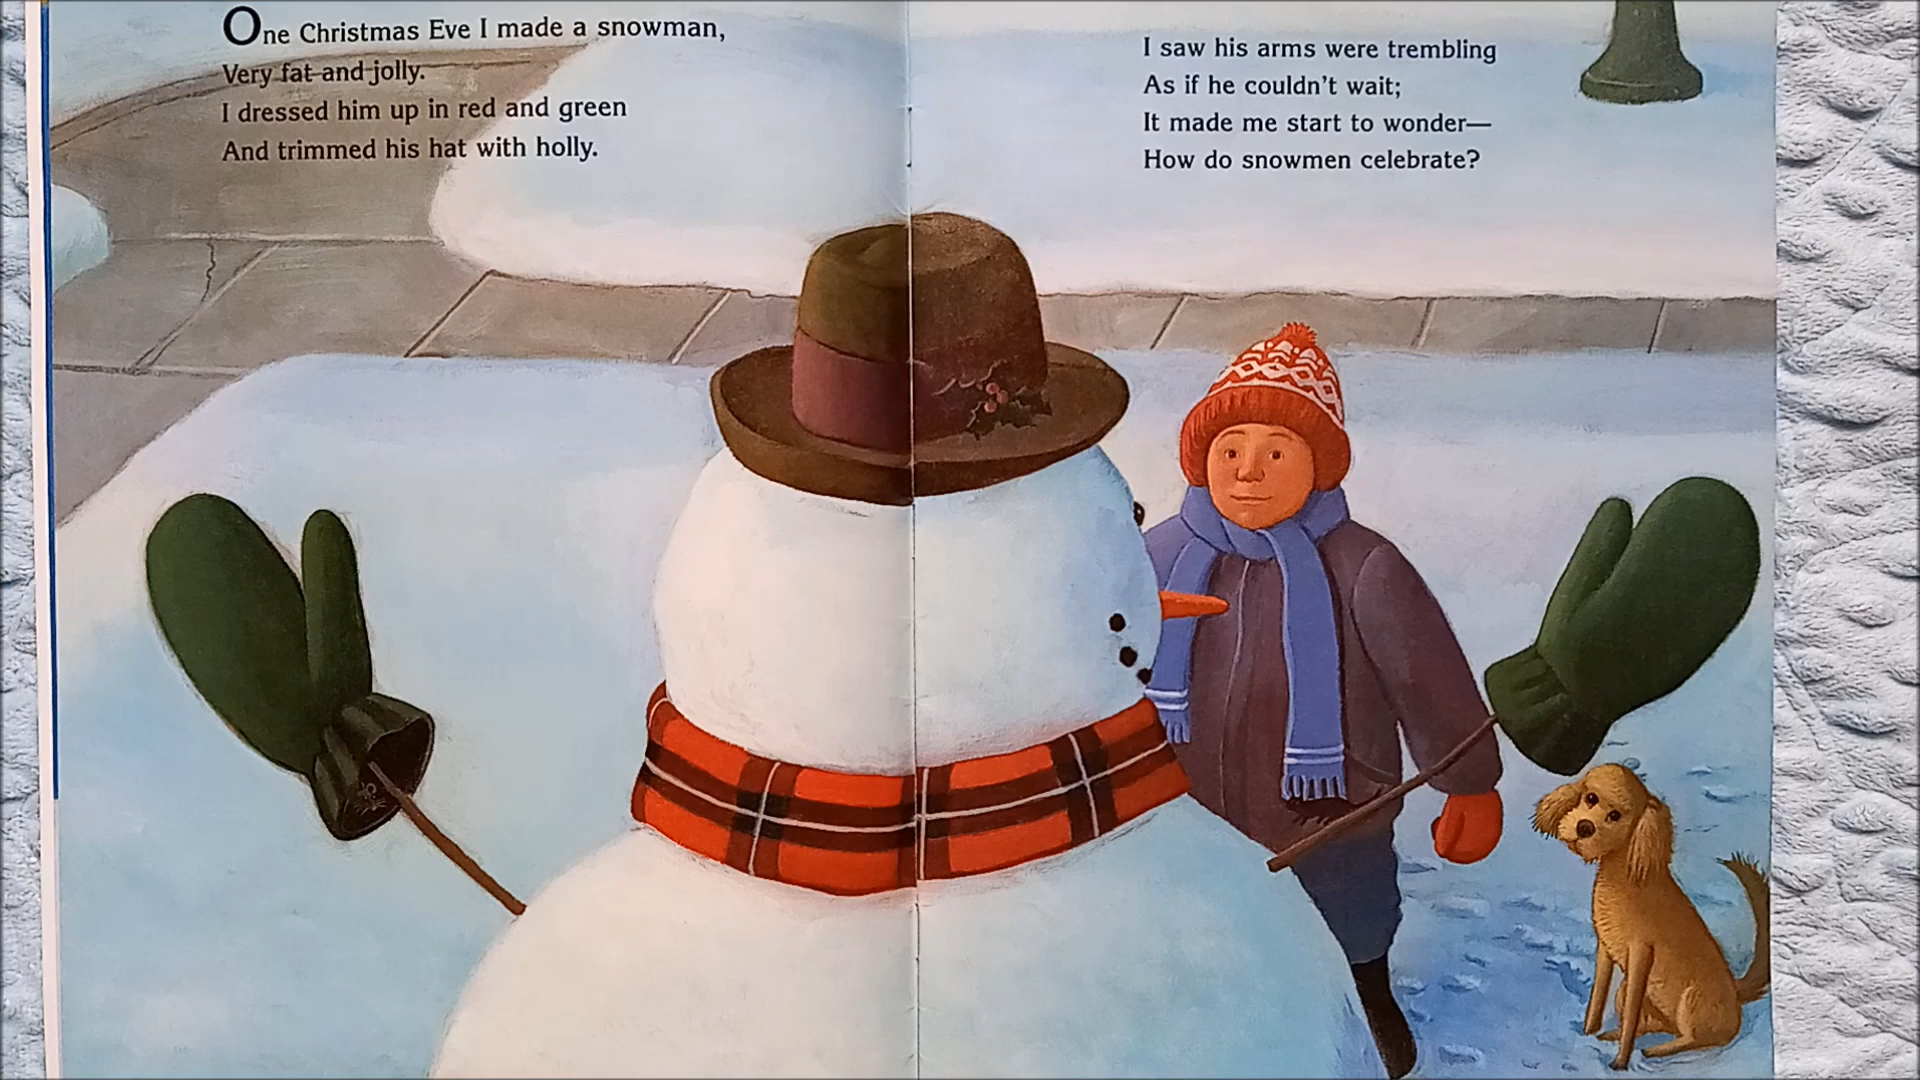 One Christmas Eve I made a snowman,
Very fat and jolly.
I dressed him up in red and green
And trimmed his hat with holly.
I saw his arms were trembling
As if he couldn't wait;
It made me start to wonder—
How do snowmen celebrate?